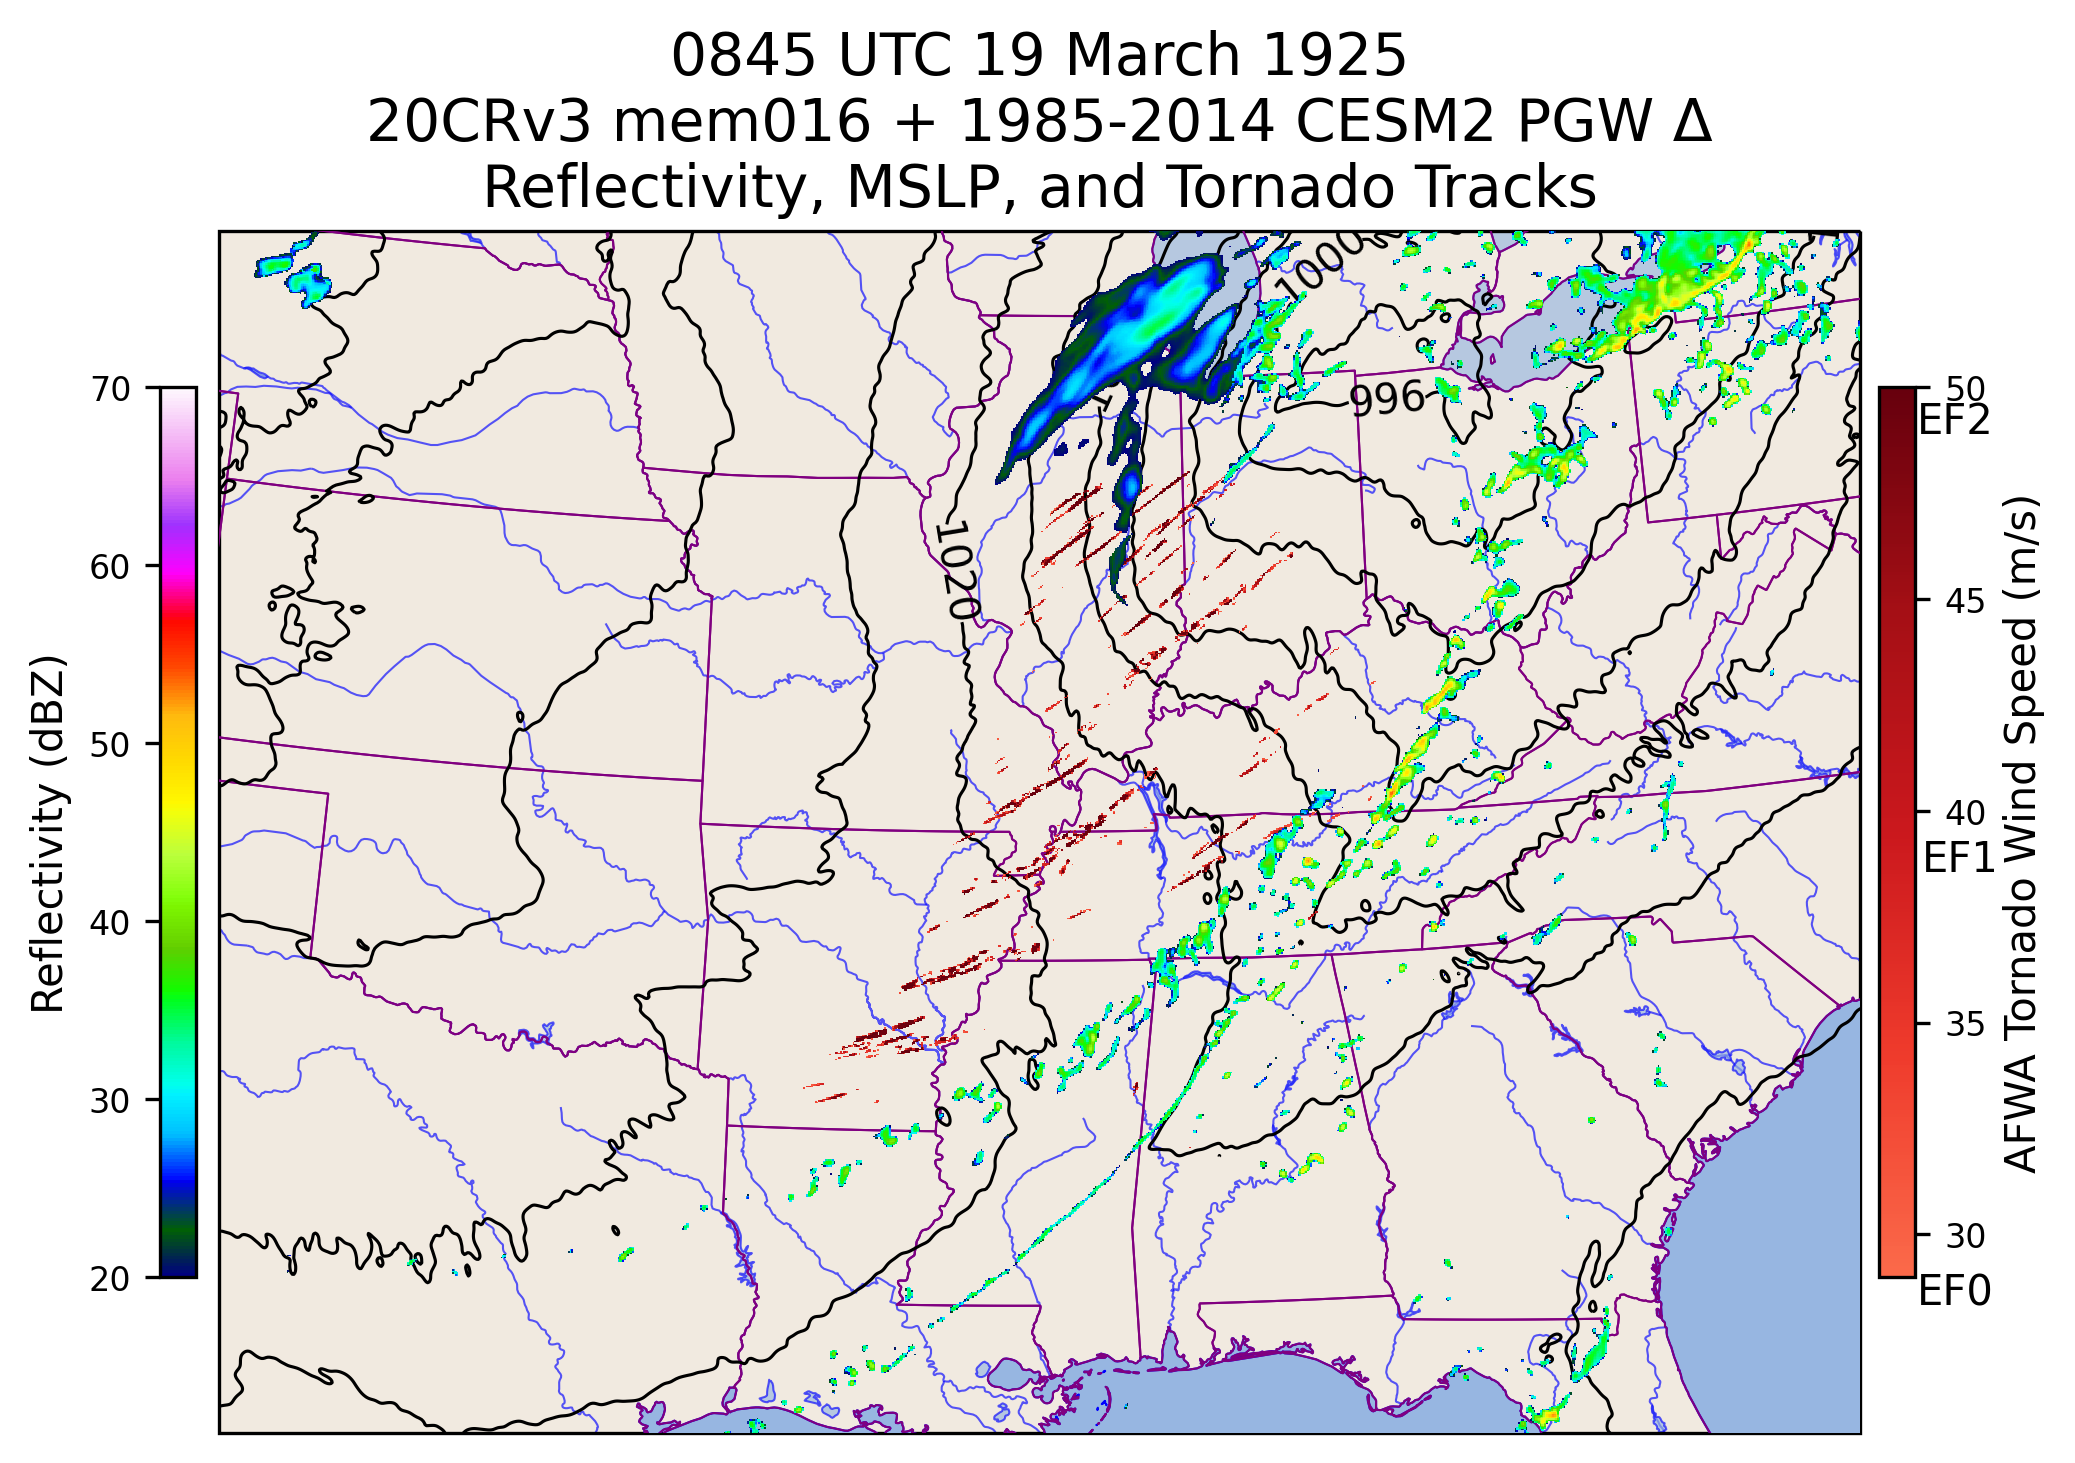 0845 UTC 19 March 1925
20CRv3 mem016 + 1985-2014 CESM2 PGW Δ
Reflectivity, MSLP, and Tornado Tracks
1000
996
1020
70
60
50
40
30
20
Reflectivity (dBZ)
50
EF2
45
40
EF1
35
30
EF0
AFWA Tornado Wind Speed (m/s)